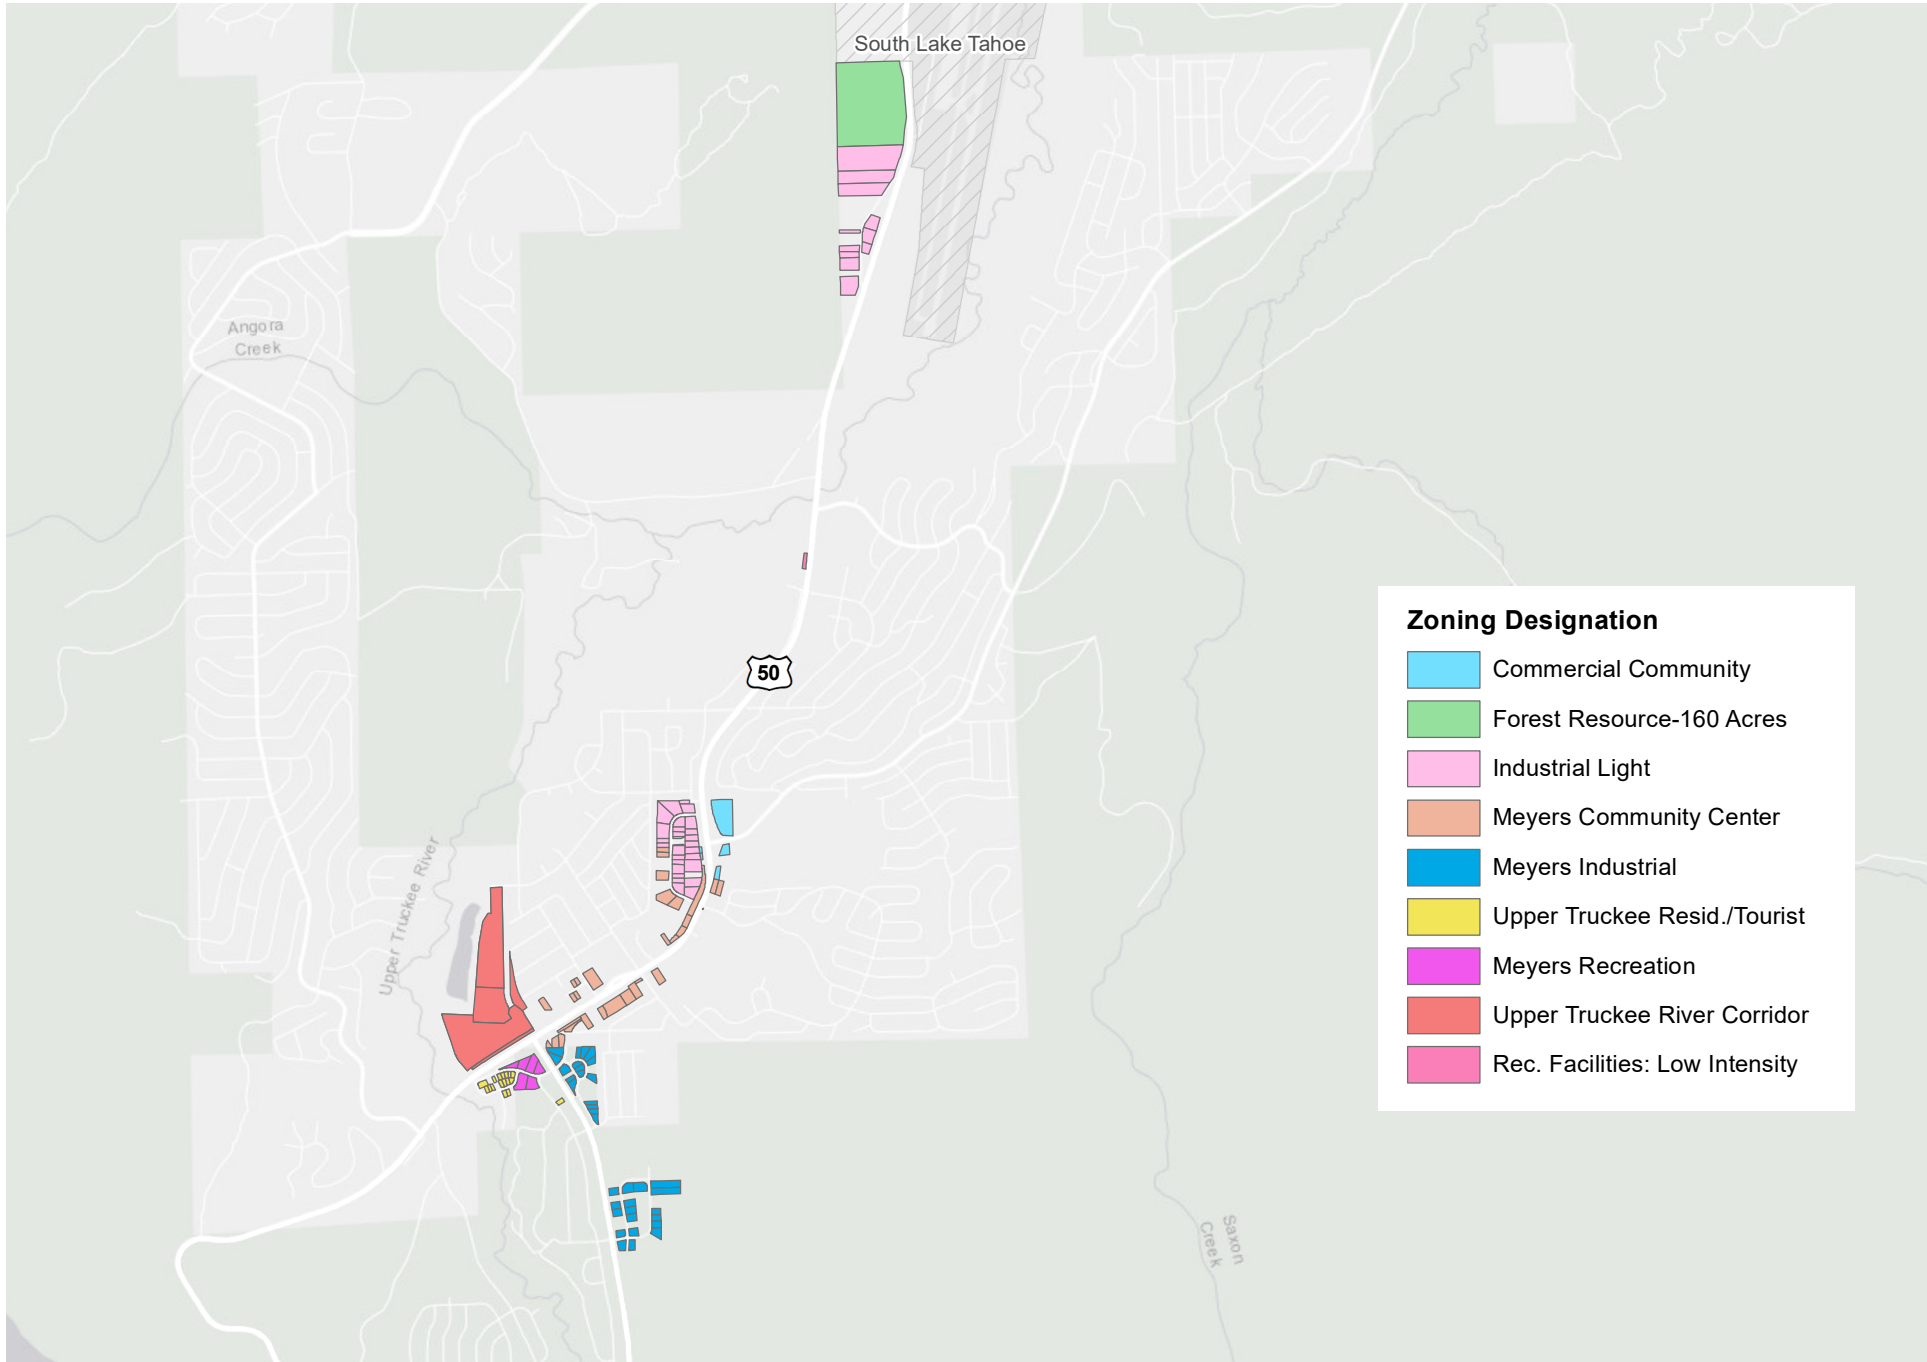 South Lake Tahoe
Angora
Creek
50
Upper Truckee River
Saxon
Creek
Zoning Designation
Commercial Community
Forest Resource-160 Acres
Industrial Light
Meyers Community Center
Meyers Industrial
Upper Truckee Resid./Tourist
Meyers Recreation
Upper Truckee River Corridor
Rec. Facilities: Low Intensity